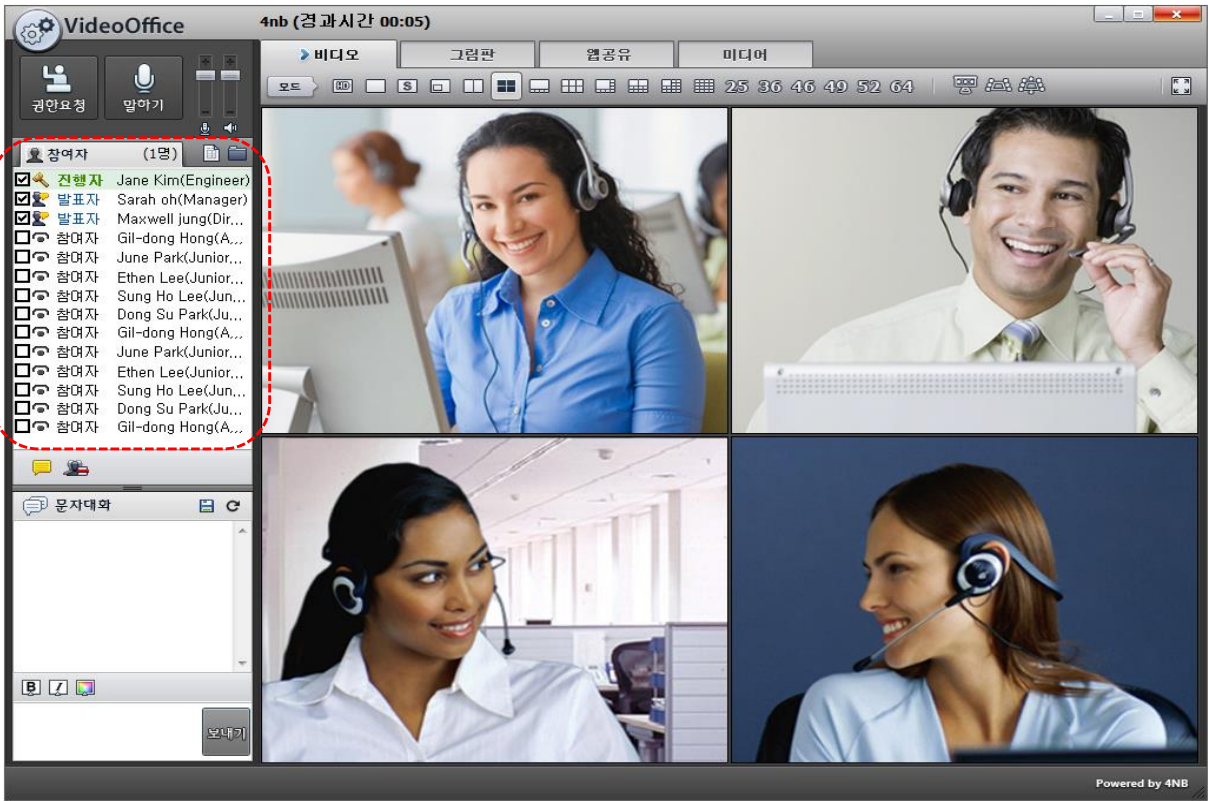 VideoOffice
4nb (경과시간 00:05)
비디오
그림판
웹공유
미디어
권한요청
말하기
모드
HD
S
25 36 46 49 52 64
참여자 (1명)
진행자 Jane Kim(Engineer)
발표자 Sarah oh(Manager)
발표자 Maxwell jung(Dir...
참여자 Gil-dong Hong(A...
참여자 June Park(Junior...
참여자 Ethen Lee(Junior...
참여자 Sung Ho Lee(Jun...
참여자 Dong Su Park(Ju...
참여자 Gil-dong Hong(A...
참여자 June Park(Junior...
참여자 Ethen Lee(Junior...
참여자 Sung Ho Lee(Jun...
참여자 Dong Su Park(Ju...
참여자 Gil-dong Hong(A...
문자대화
B I
보내기
Powered by 4NB